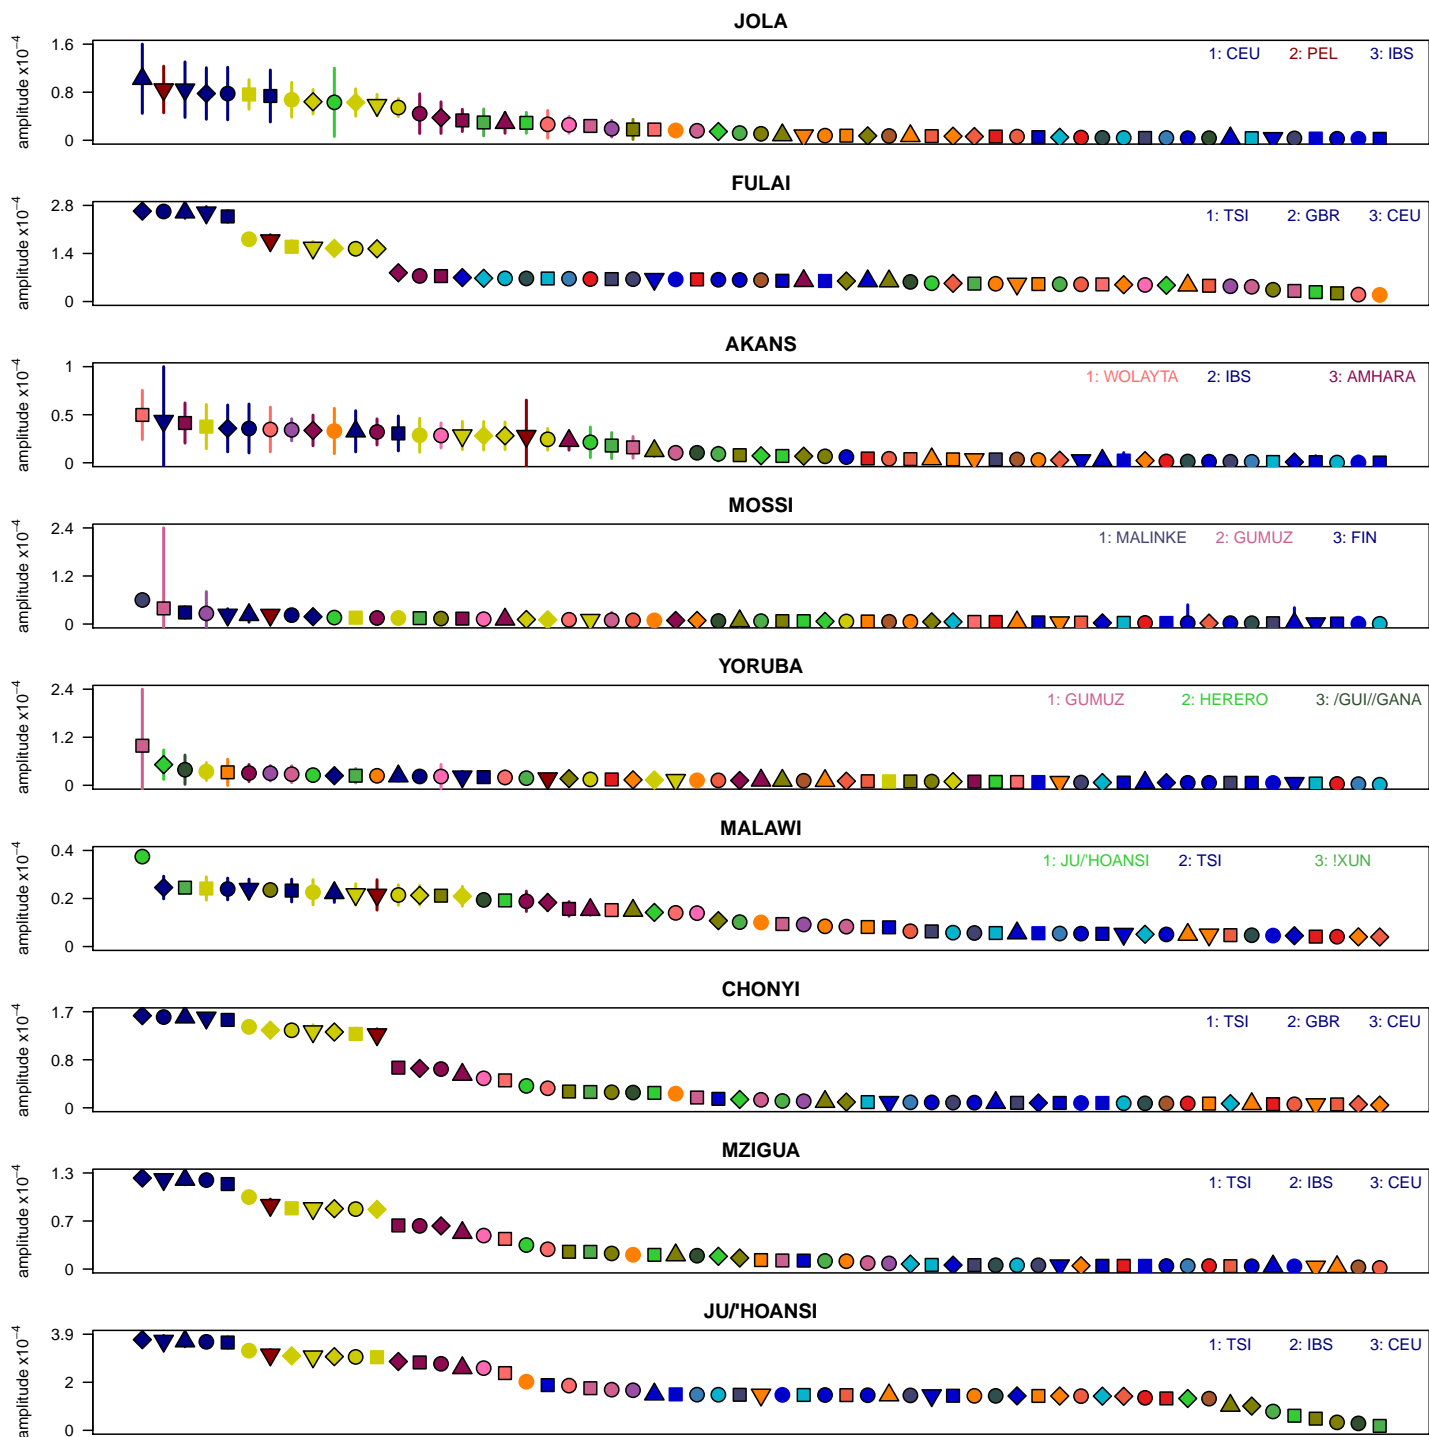 JOLA
amplitude x10⁻⁴
1.6
0.8
0
1: CEU 2: PEL 3: IBS
FULAI
amplitude x10⁻⁴
2.8
1.4
0
1: TSI 2: GBR 3: CEU
AKANS
amplitude x10⁻⁴
1
0.5
0
1: WOLAYTA 2: IBS 3: AMHARA
MOSSI
amplitude x10⁻⁴
2.4
1.2
0
1: MALINKE 2: GUMUZ 3: FIN
YORUBA
amplitude x10⁻⁴
2.4
1.2
0
1: GUMUZ 2: HERERO 3: /GUI//GANA
MALAWI
amplitude x10⁻⁴
0.4
0.2
0
1: JU/'HOANSI 2: TSI 3: !XUN
CHONYI
amplitude x10⁻⁴
1.7
0.8
0
1: TSI 2: GBR 3: CEU
MZIGUA
amplitude x10⁻⁴
1.3
0.7
0
1: TSI 2: IBS 3: CEU
JU/'HOANSI
amplitude x10⁻⁴
3.9
2
0
1: TSI 2: IBS 3: CEU